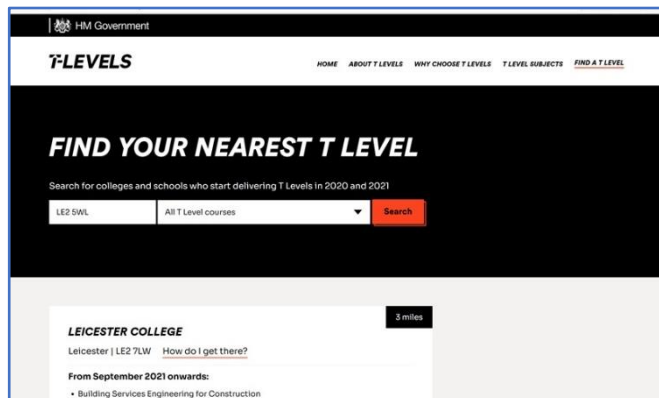 HM Government
T-LEVELS
HOME ABOUT T LEVELS WHY CHOOSE T LEVELS T LEVEL SUBJECTS FIND A T LEVEL
FIND YOUR NEAREST T LEVEL
Search for colleges and schools who start delivering T Levels in 2020 and 2021
LE2 5WL All T Level courses Search
3 miles
LEICESTER COLLEGE
Leicester | LE2 7LW How do I get there?
From September 2021 onwards:
• Building Services Engineering for Construction